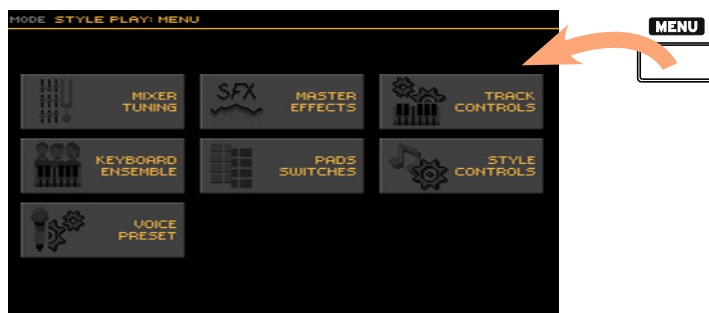 MODE STYLE PLAY: MENU
MENU
MIXER
TUNING
SFX
MASTER
EFFECTS
TRACK
CONTROLS
KEYBOARD
ENSEMBLE
PADS
SWITCHES
STYLE
CONTROLS
VOICE
PRESET